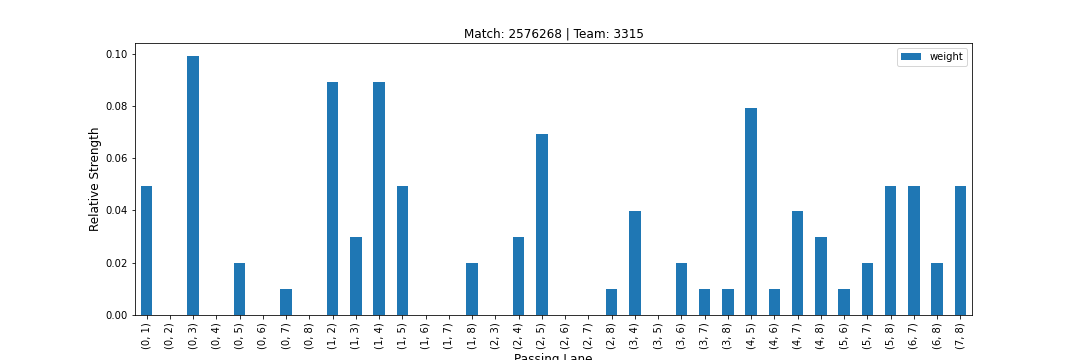 Match: 2576268 | Team: 3315
weight
Relative Strength
0.10
0.08
0.06
0.04
0.02
0.00
(0, 1) (0, 2) (0, 3) (0, 4) (0, 5) (0, 6) (0, 7) (0, 8) (1, 2) (1, 3) (1, 4) (1, 5) (1, 6) (1, 7) (1, 8) (2, 3) (2, 4) (2, 5) (2, 6) (2, 7) (2, 8) (3, 4) (3, 5) (3, 6) (3, 7) (3, 8) (4, 5) (4, 6) (4, 7) (4, 8) (5, 6) (5, 7) (5, 8) (6, 7) (6, 8) (7, 8)
Passing Lane